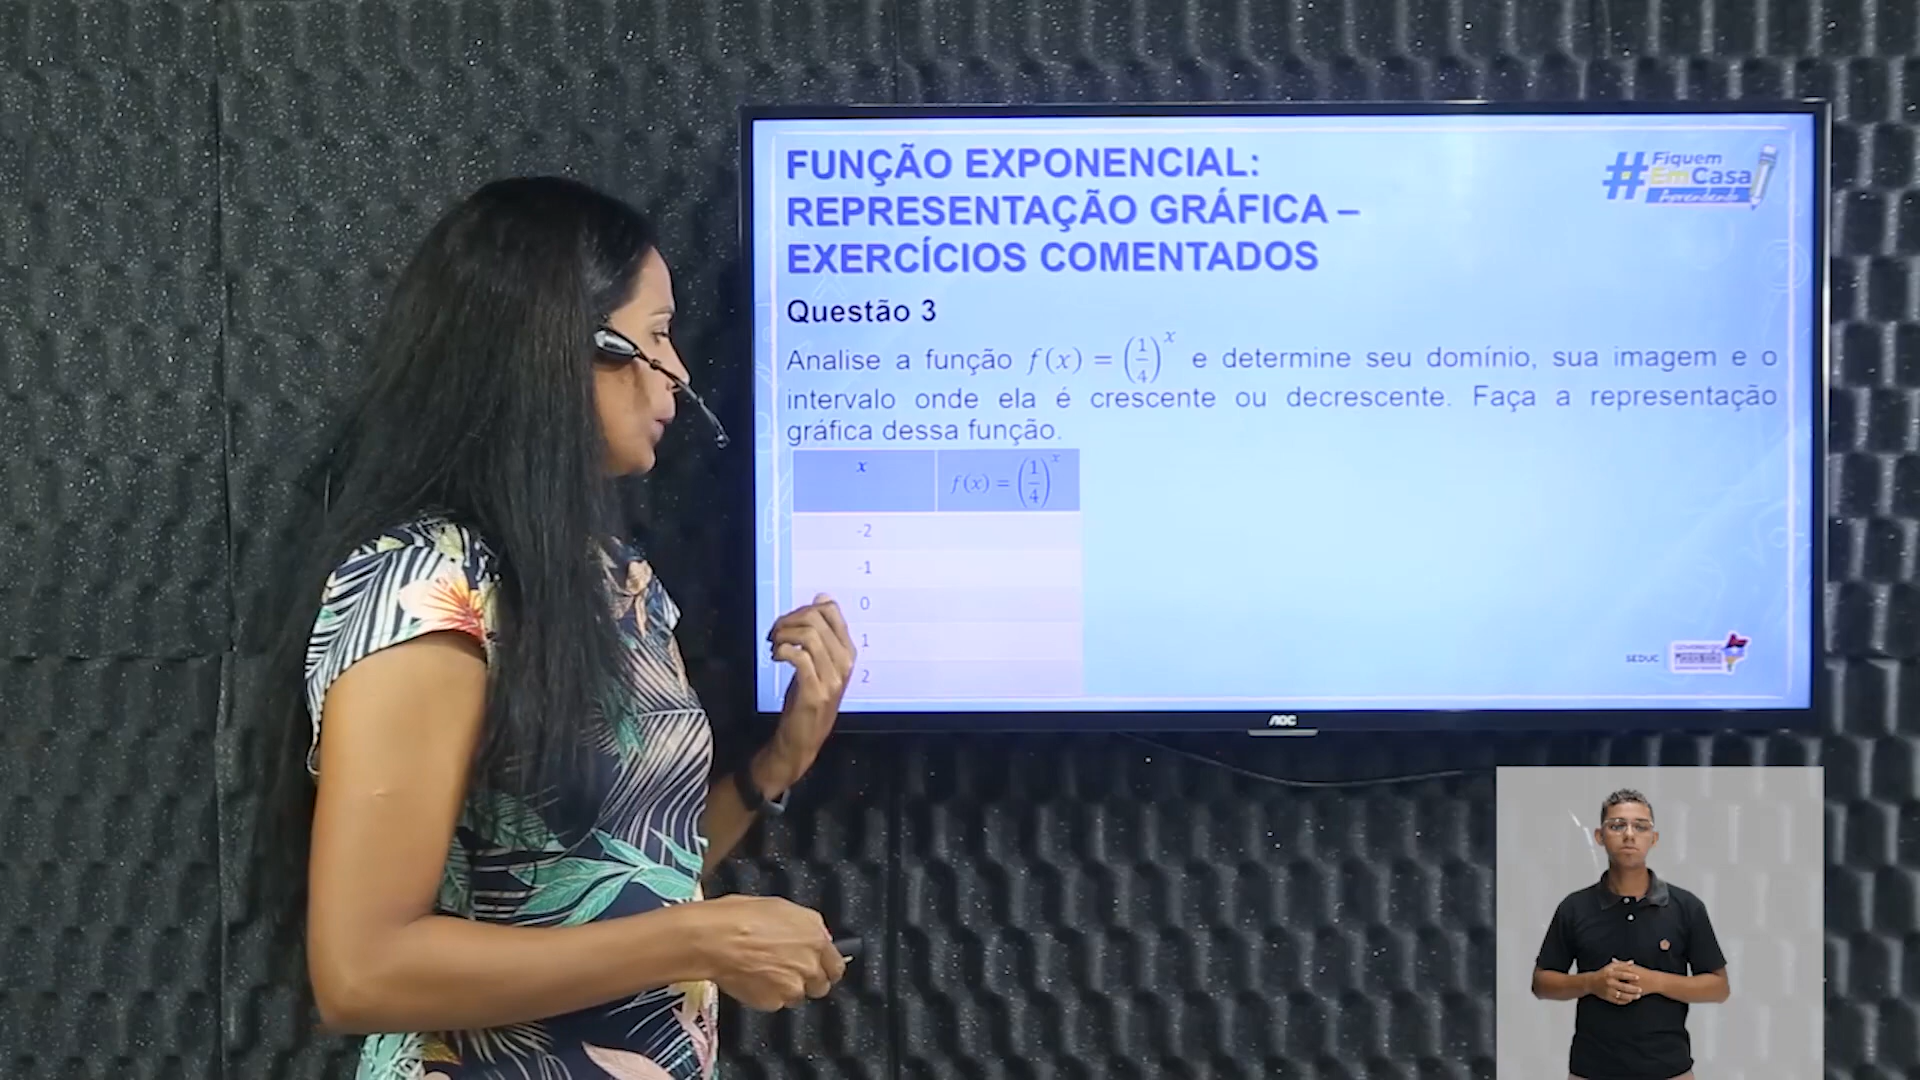 FUNÇÃO EXPONENCIAL:
REPRESENTAÇÃO GRÁFICA –
EXERCÍCIOS COMENTADOS
#Fiquem
EmCasa
Aprendendo
Questão 3
Analise a função f(x) = (1/4)^x e determine seu domínio, sua imagem e o
intervalo onde ela é crescente ou decrescente. Faça a representação
gráfica dessa função.
x f(x) = (1/4)^x
-2
-1
0
1
2
SEDUC
AOC